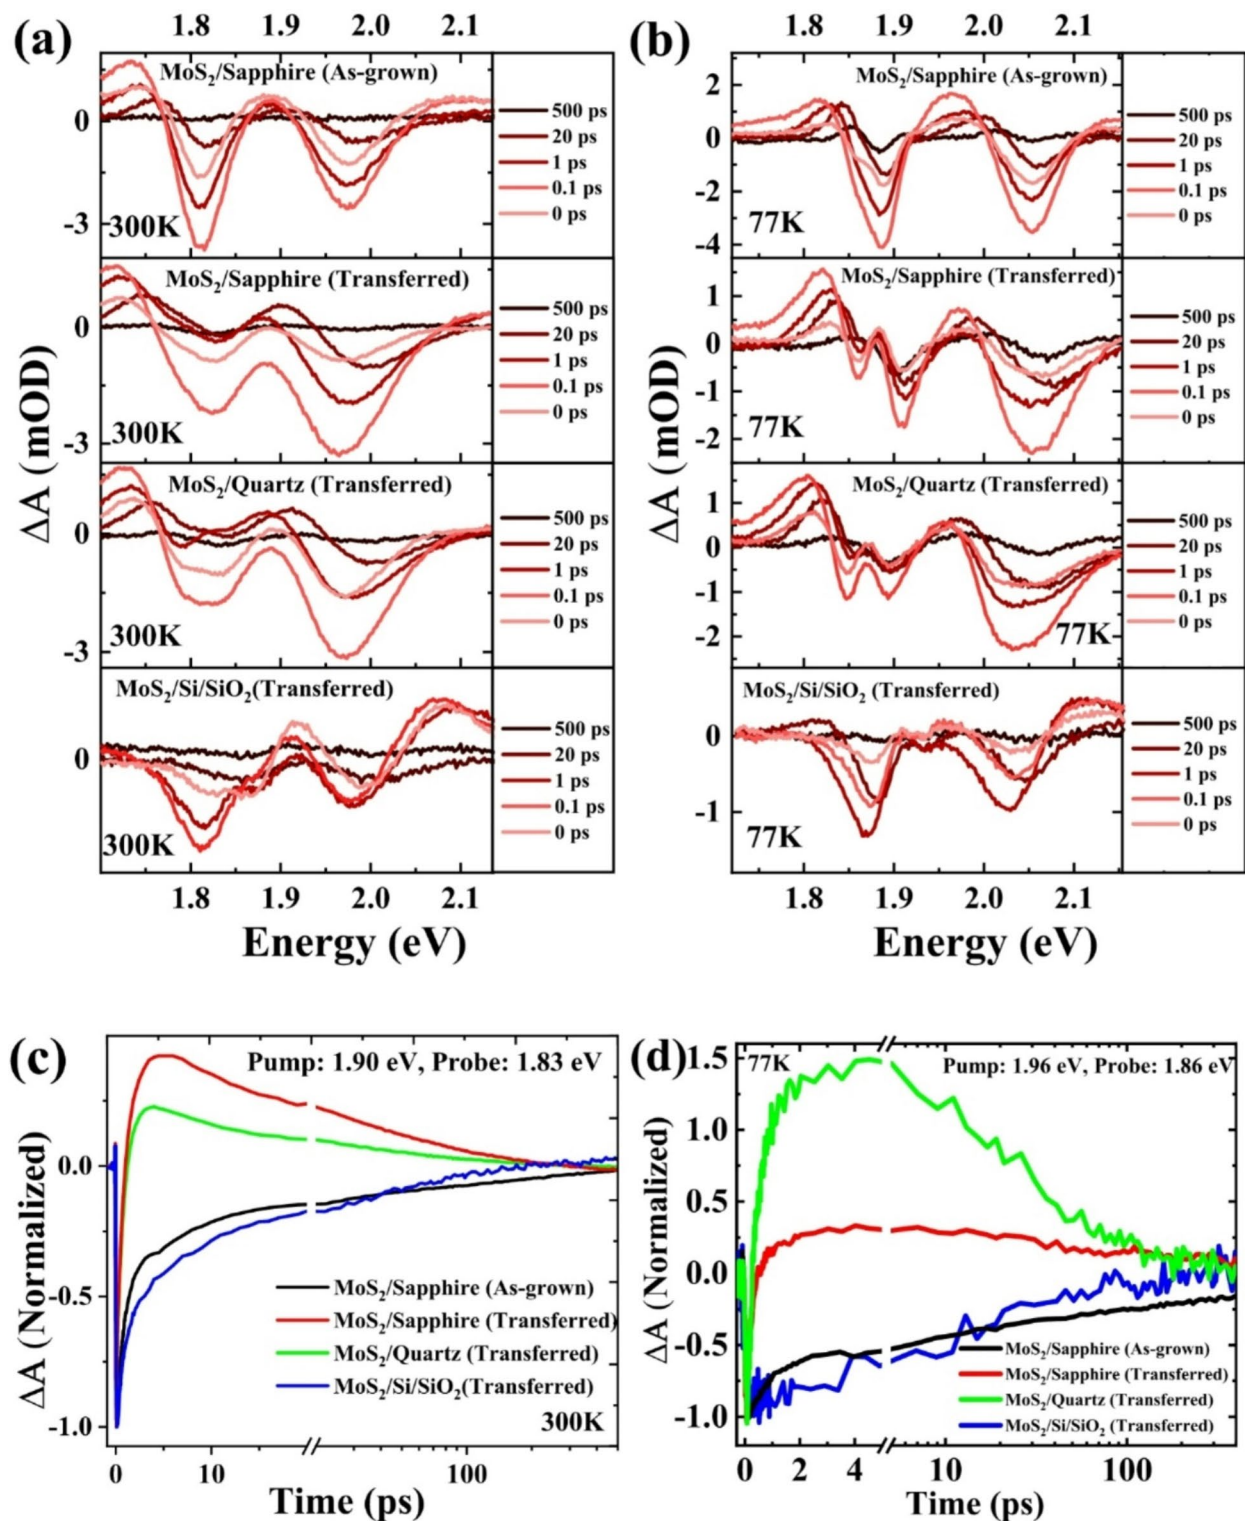 (a)
1.8 1.9 2.0 2.1
MoS2/Sapphire (As-grown)
0
-3
300K
500 ps
20 ps
1 ps
0.1 ps
0 ps
MoS2/Sapphire (Transferred)
0
-3
300K
500 ps
20 ps
1 ps
0.1 ps
0 ps
MoS2/Quartz (Transferred)
0
-3
300K
500 ps
20 ps
1 ps
0.1 ps
0 ps
MoS2/Si/SiO2(Transferred)
0
300K
500 ps
20 ps
1 ps
0.1 ps
0 ps
ΔA (mOD)
1.8 1.9 2.0 2.1
Energy (eV)
(b)
1.8 1.9 2.0 2.1
MoS2/Sapphire (As-grown)
2
0
-2
-4
77K
500 ps
20 ps
1 ps
0.1 ps
0 ps
MoS2/Sapphire (Transferred)
1
0
-1
-2
77K
500 ps
20 ps
1 ps
0.1 ps
0 ps
MoS2/Quartz (Transferred)
1
0
-1
-2
77K
500 ps
20 ps
1 ps
0.1 ps
0 ps
MoS2/Si/SiO2 (Transferred)
0
-1
77K
500 ps
20 ps
1 ps
0.1 ps
0 ps
ΔA (mOD)
1.8 1.9 2.0 2.1
Energy (eV)
(c)
Pump: 1.90 eV, Probe: 1.83 eV
0.0
-0.5
-1.0
ΔA (Normalized)
MoS2/Sapphire (As-grown)
MoS2/Sapphire (Transferred)
MoS2/Quartz (Transferred)
MoS2/Si/SiO2(Transferred)
300K
0 10 100
Time (ps)
(d)
77K
Pump: 1.96 eV, Probe: 1.86 eV
1.5
1.0
0.5
0.0
-0.5
-1.0
ΔA (Normalized)
MoS2/Sapphire (As-grown)
MoS2/Sapphire (Transferred)
MoS2/Quartz (Transferred)
MoS2/Si/SiO2 (Transferred)
0 2 4 10 100
Time (ps)